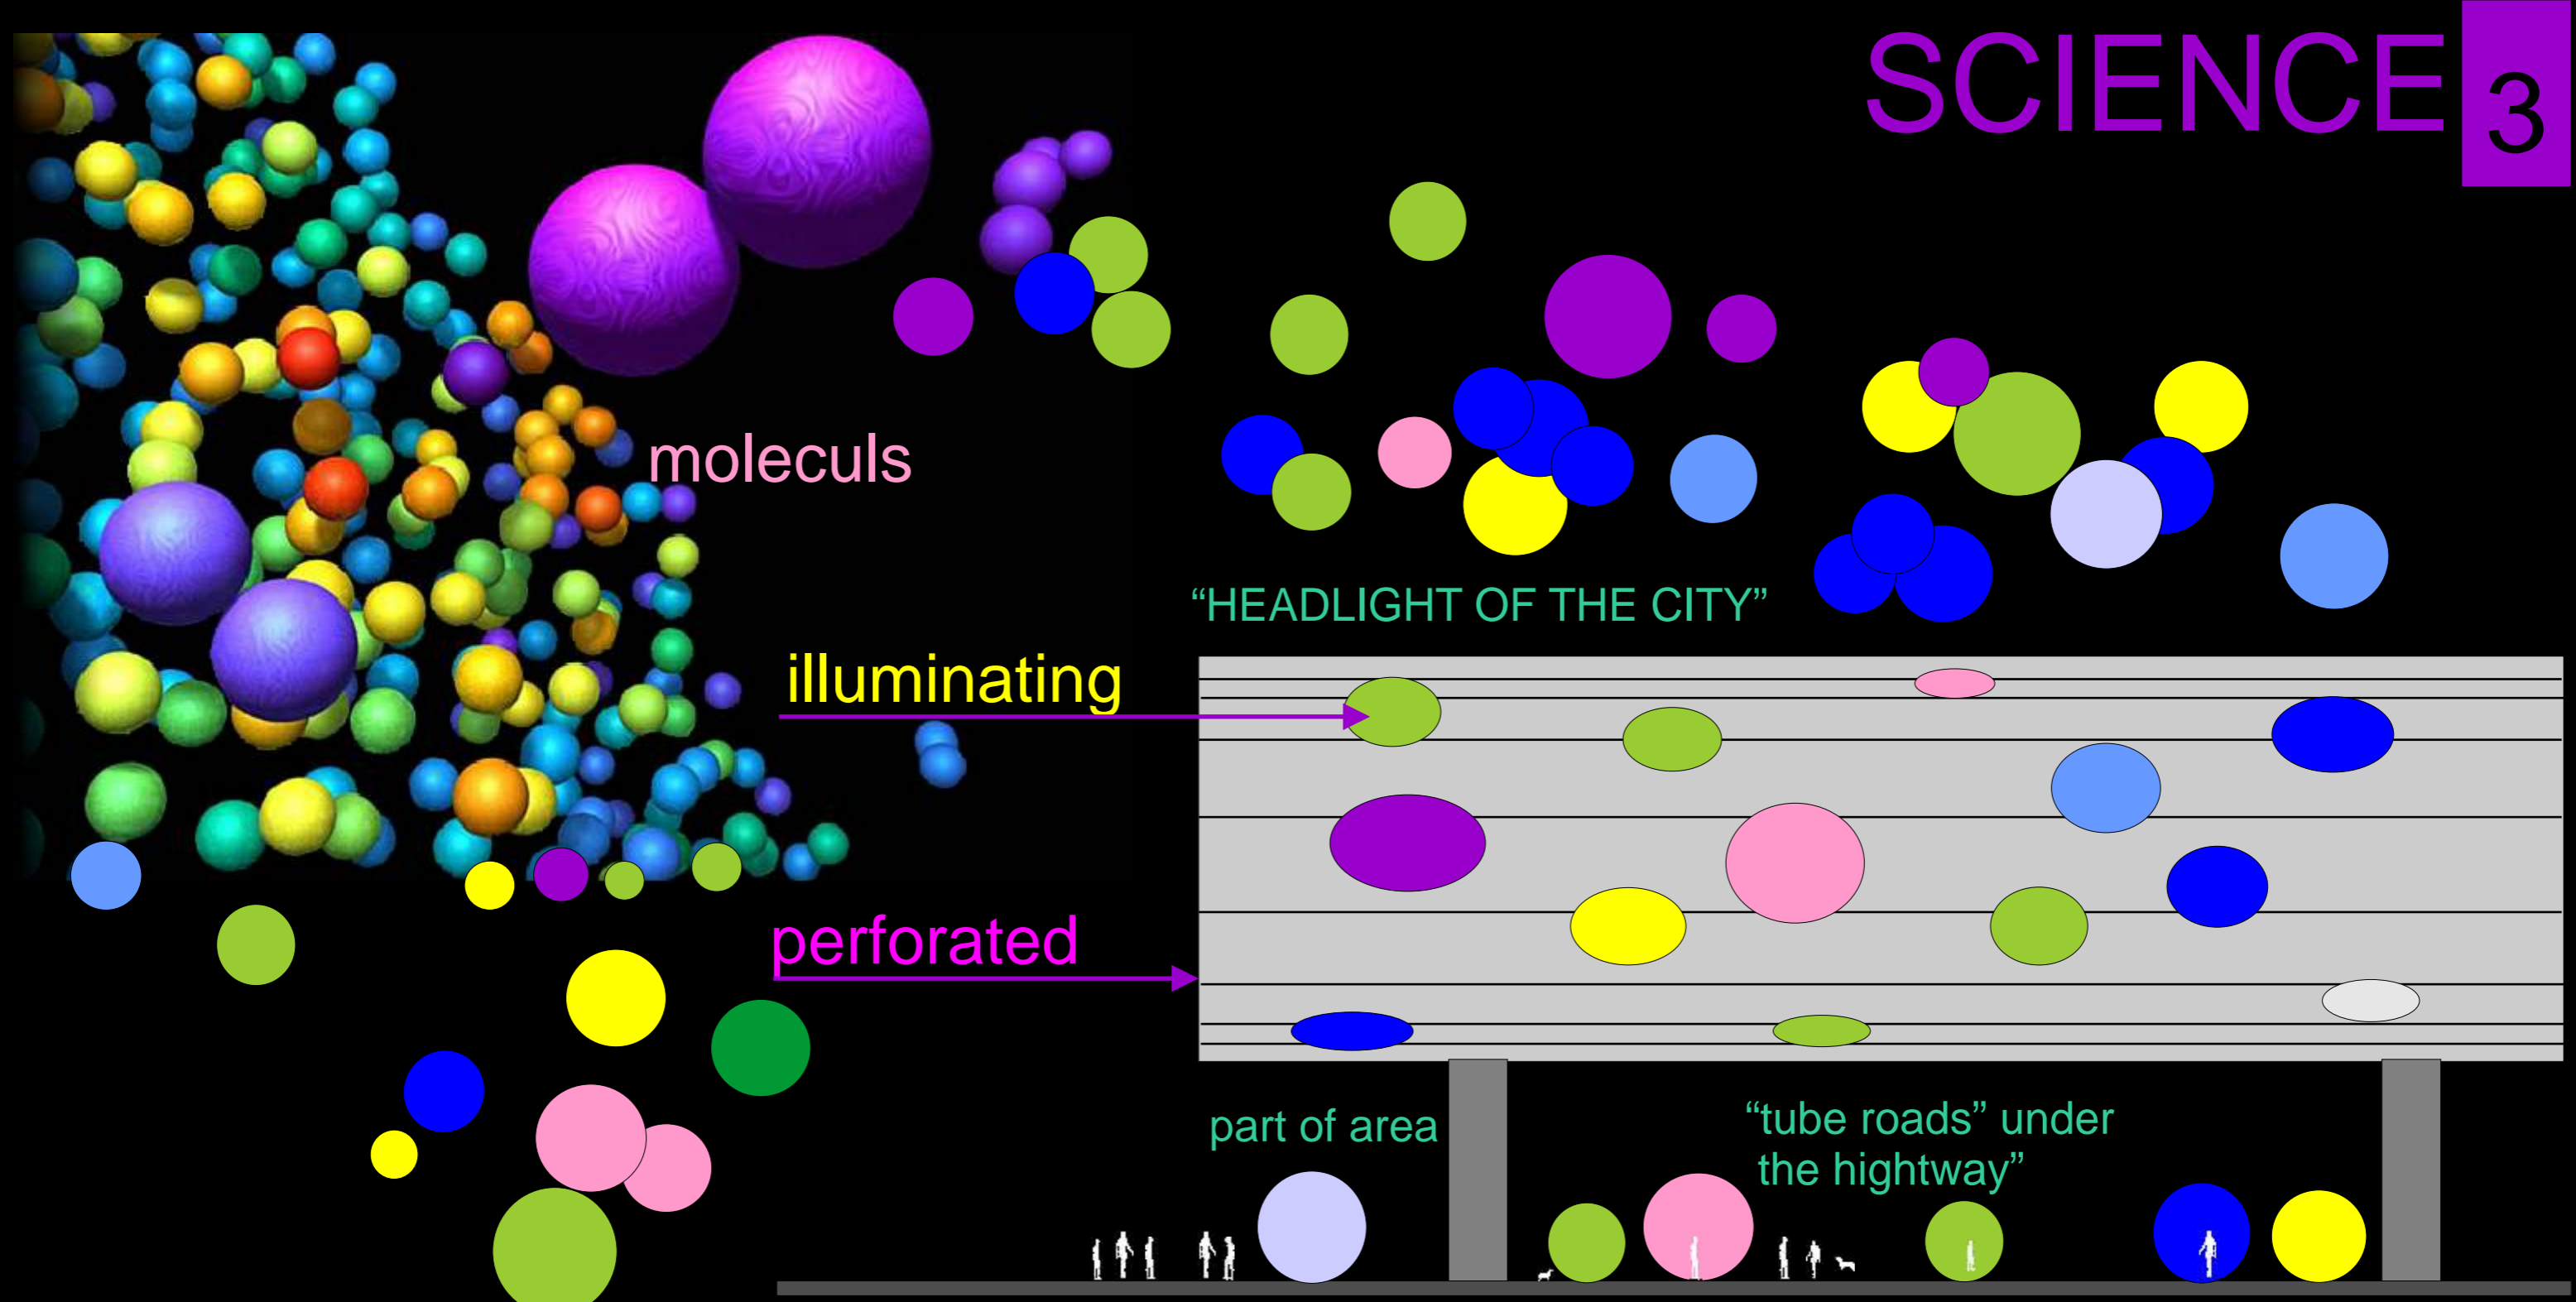 SCIENCE 3
moleculs
“HEADLIGHT OF THE CITY”
illuminating
perforated
part of area
“tube roads” under
the hightway”